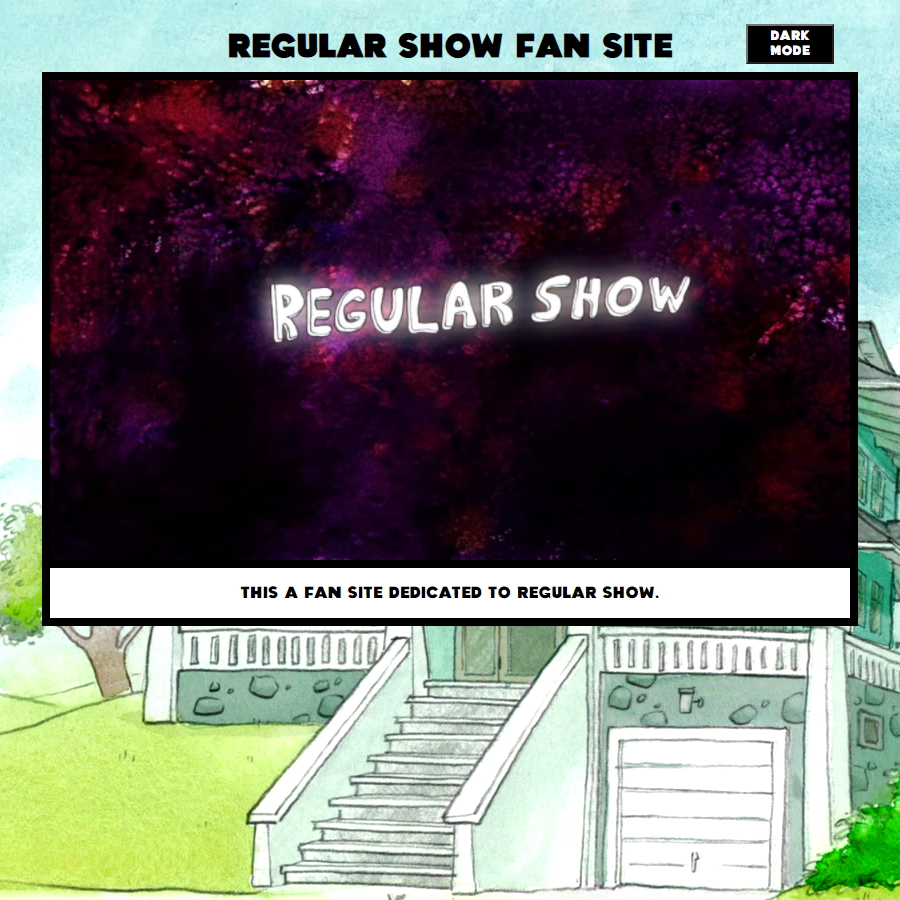 REGULAR SHOW FAN SITE
DARK
MODE
REGULAR SHOW
THIS A FAN SITE DEDICATED TO REGULAR SHOW.